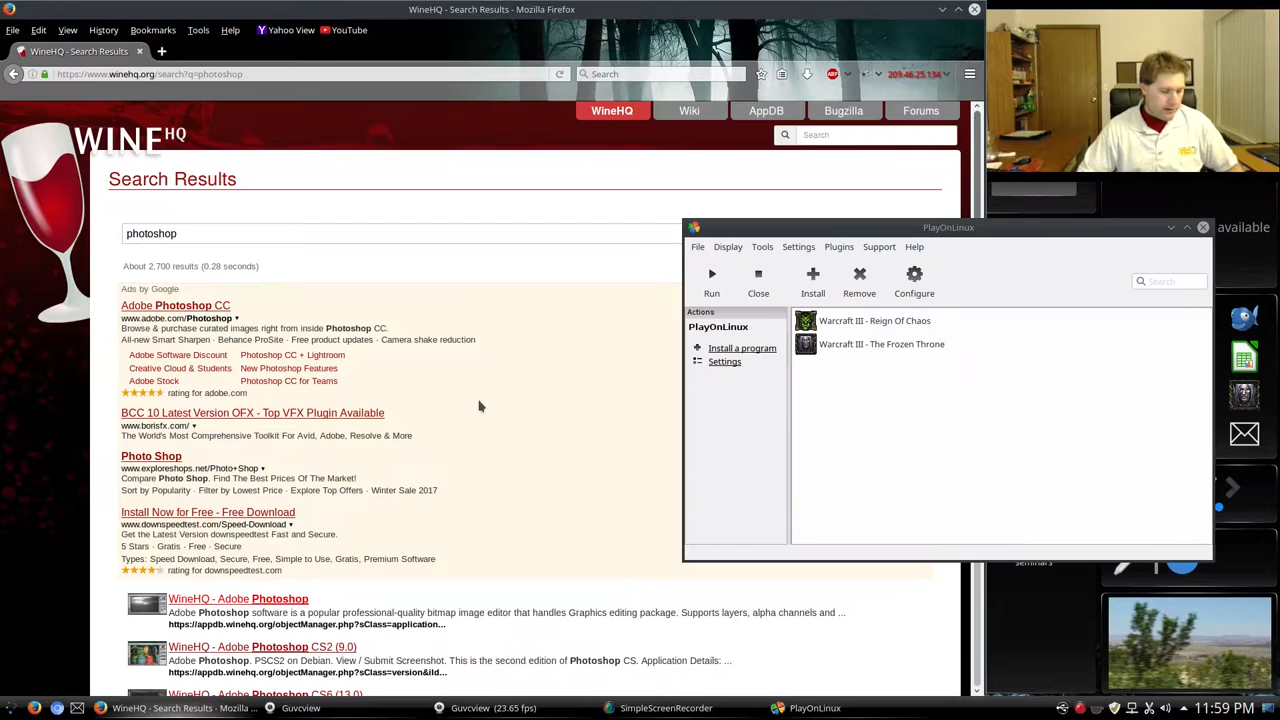 WineHQ - Search Results - Mozilla Firefox
File Edit View History Bookmarks Tools Help Yahoo View YouTube
WineHQ - Search Results
https://www.winehq.org/search?q=photoshop
Search
ABP
209.46.25.134
WineHQ Wiki AppDB Bugzilla Forums
WINE HQ
Search
Search Results
photoshop
About 2,700 results (0.28 seconds)
Ads by Google
Adobe Photoshop CC
www.adobe.com/Photoshop
Browse & purchase curated images right from inside Photoshop CC.
All-new Smart Sharpen · Behance ProSite · Free product updates · Camera shake reduction
Adobe Software Discount Photoshop CC + Lightroom
Creative Cloud & Students New Photoshop Features
Adobe Stock Photoshop CC for Teams
rating for adobe.com
BCC 10 Latest Version OFX - Top VFX Plugin Available
www.borisfx.com/
The World's Most Comprehensive Toolkit For Avid, Adobe, Resolve & More
Photo Shop
www.exploreshops.net/Photo+Shop
Compare Photo Shop. Find The Best Prices Of The Market!
Sort by Popularity · Filter by Lowest Price · Explore Top Offers · Winter Sale 2017
Install Now for Free - Free Download
www.downspeedtest.com/Speed-Download
Get the Latest Version downspeedtest Fast and Secure.
5 Stars · Gratis · Free · Secure
Types: Speed Download, Secure, Free, Simple to Use, Gratis, Premium Software
rating for downspeedtest.com
WineHQ - Adobe Photoshop
Adobe Photoshop software is a popular professional-quality bitmap image editor that handles Graphics editing package. Supports layers, alpha channels and ...
https://appdb.winehq.org/objectManager.php?sClass=application...
WineHQ - Adobe Photoshop CS2 (9.0)
Adobe Photoshop. PSCS2 on Debian. View / Submit Screenshot. This is the second edition of Photoshop CS. Application Details: ...
https://appdb.winehq.org/objectManager.php?sClass=version&iId...
WineHQ - Adobe Photoshop CS6 (13.0)
PlayOnLinux
File Display Tools Settings Plugins Support Help
Run Close Install Remove Configure
Search
Actions
PlayOnLinux
Install a program
Settings
Warcraft III - Reign Of Chaos
Warcraft III - The Frozen Throne
available
seminars
WineHQ - Search Results - Mozilla ...
Guvcview
Guvcview (23.65 fps)
SimpleScreenRecorder
PlayOnLinux
11:59 PM